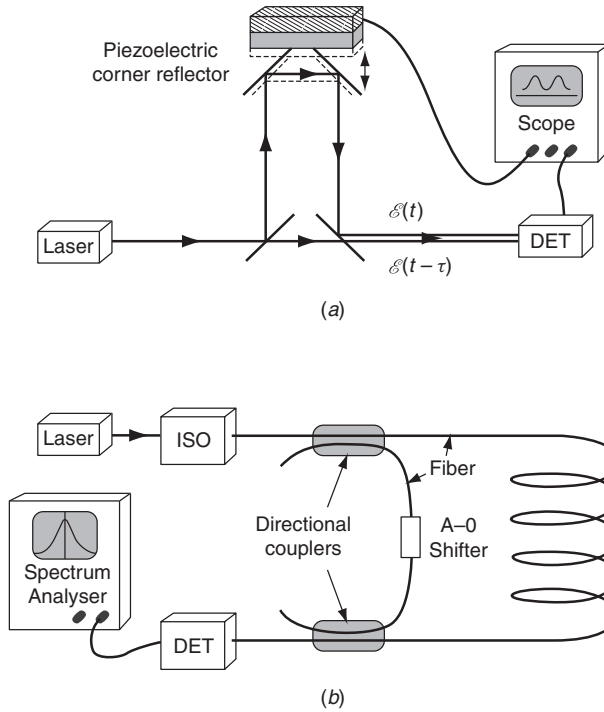 Piezoelectric
corner reflector
Scope
Laser
ℰ(t)
DET
ℰ(t – τ)
(a)
Laser
ISO
Fiber
Directional
couplers
A–0
Shifter
Spectrum
Analyser
DET
(b)